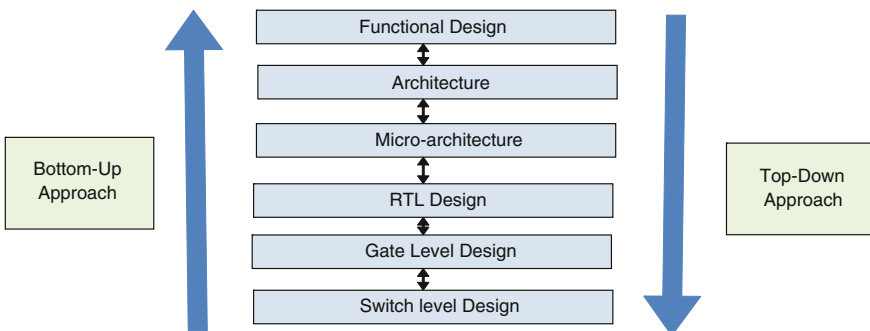 Functional Design
Architecture
Micro-architecture
Bottom-Up
Approach
Top-Down
Approach
RTL Design
Gate Level Design
Switch level Design